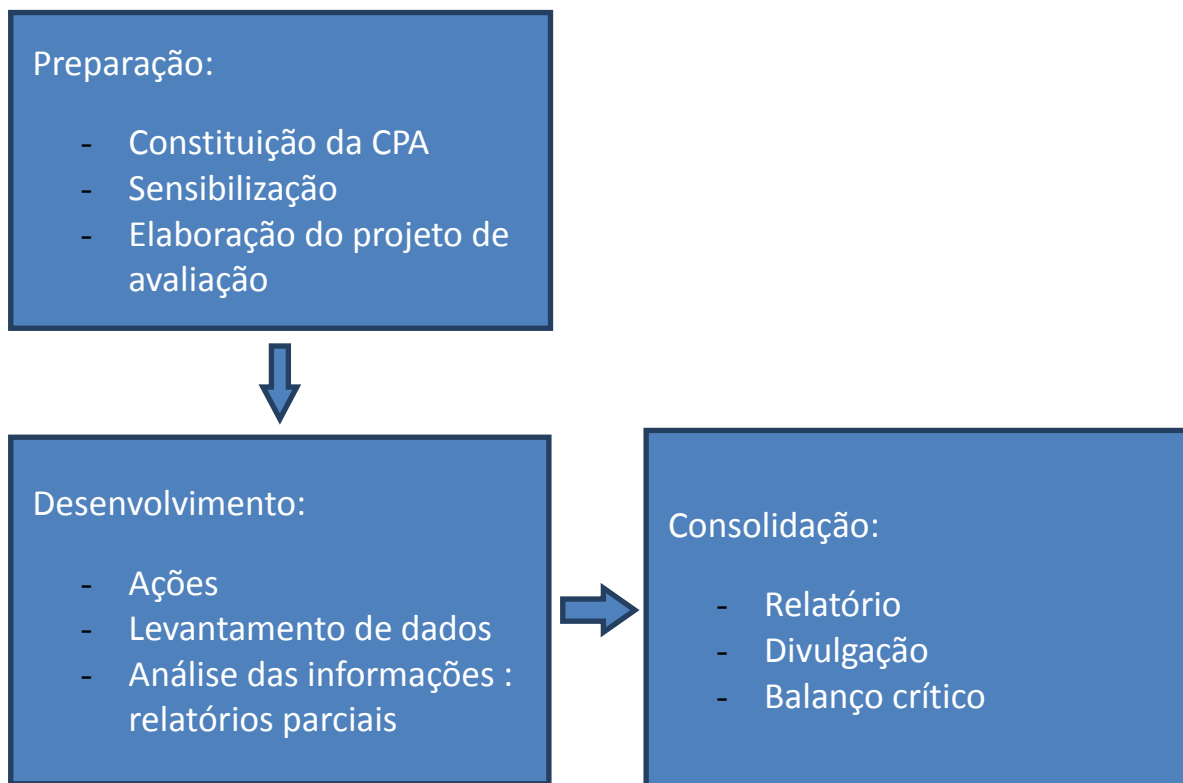 Preparação:
- Constituição da CPA
- Sensibilização
- Elaboração do projeto de
avaliação
Desenvolvimento:
- Ações
- Levantamento de dados
- Análise das informações :
relatórios parciais
Consolidação:
- Relatório
- Divulgação
- Balanço crítico